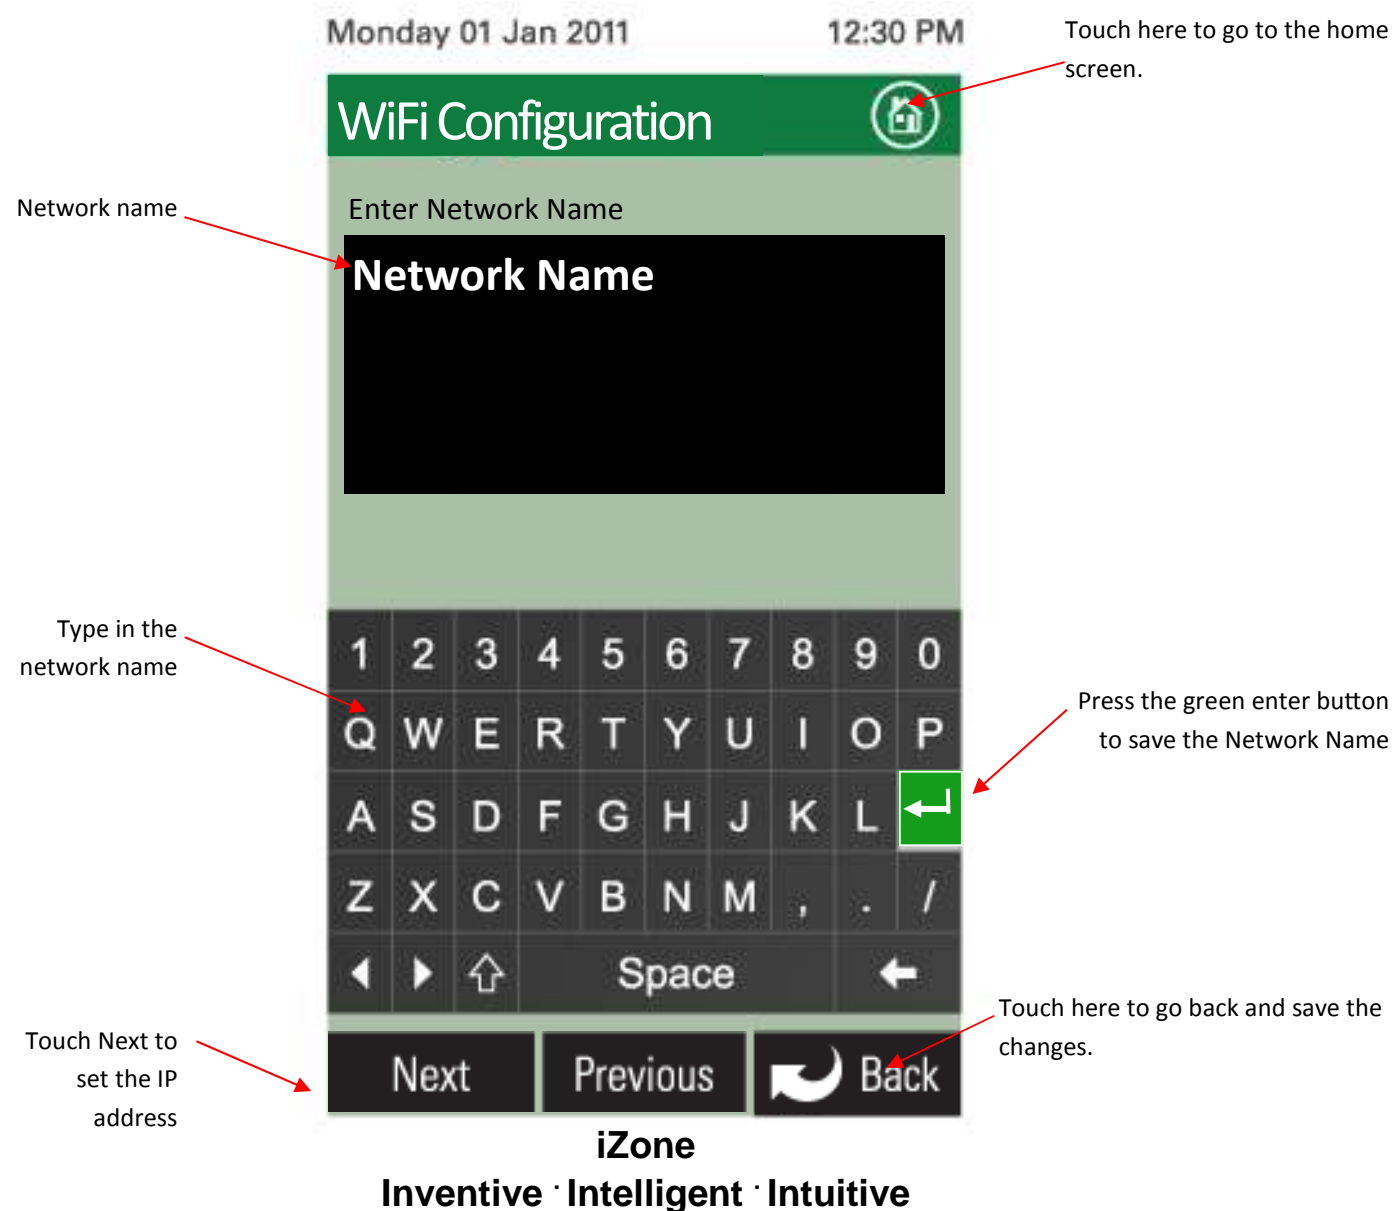 Monday 01 Jan 2011 12:30 PM
Touch here to go to the home
screen.
WiFi Configuration
Network name
Enter Network Name
Network Name
Type in the
network name
1 2 3 4 5 6 7 8 9 0
Q W E R T Y U I O P
Press the green enter button
to save the Network Name
A S D F G H J K L
Z X C V B N M , . /
Space
Touch here to go back and save the
changes.
Touch Next to
set the IP
address
Next Previous Back
iZone
Inventive · Intelligent · Intuitive